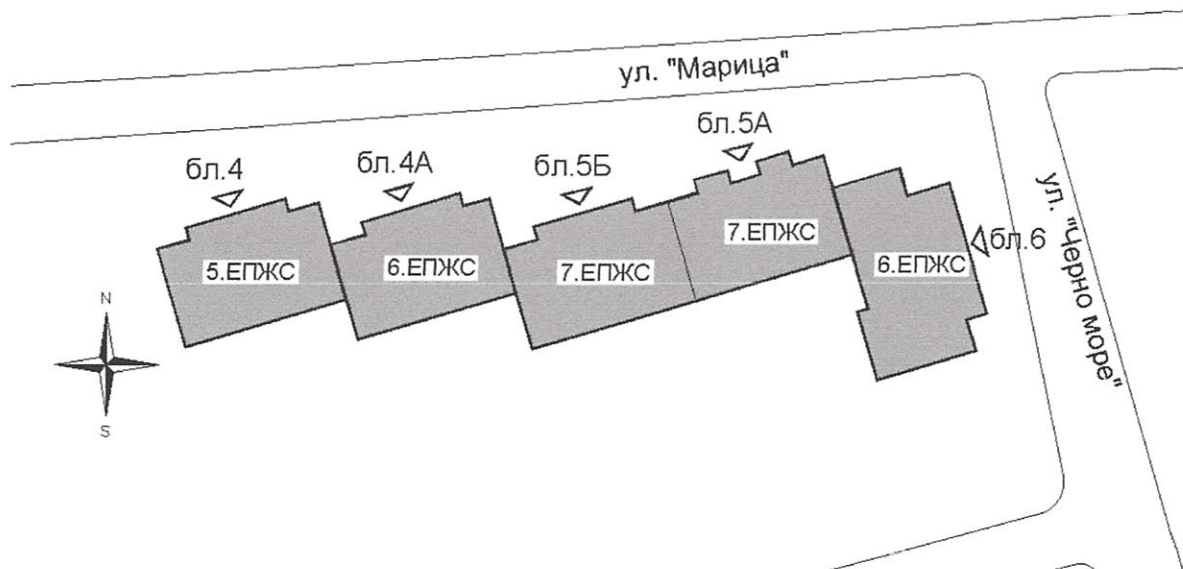 ул. "Марица"
бл.4
бл.4А
бл.5Б
бл.5А
ул. "Черно море"
бл.6
5.ЕПЖС
6.ЕПЖС
7.ЕПЖС
7.ЕПЖС
6.ЕПЖС
N
S